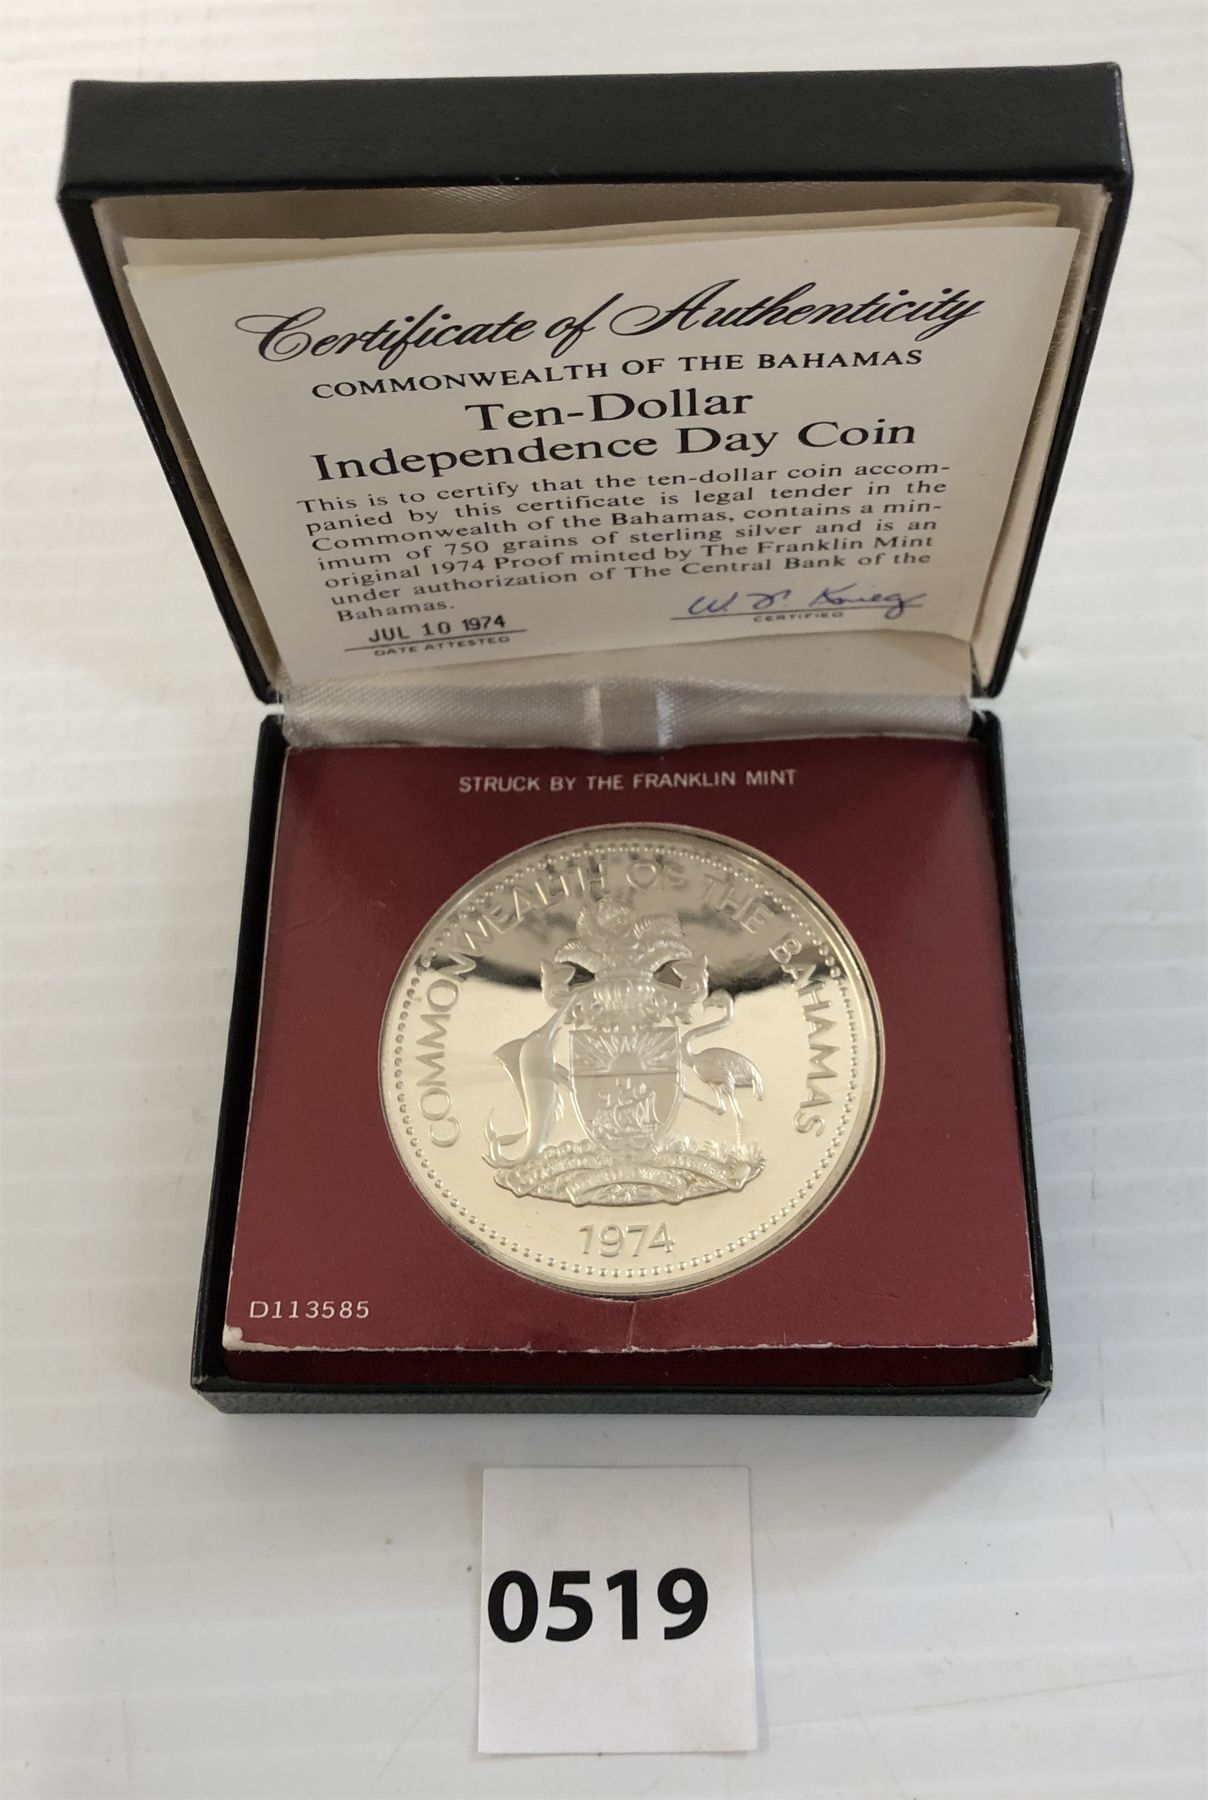 Certificate of Authenticity
COMMONWEALTH OF THE BAHAMAS
Ten-Dollar
Independence Day Coin
This is to certify that the ten-dollar coin accom-
panied by this certificate is legal tender in the
Commonwealth of the Bahamas, contains a min-
imum of 750 grains of sterling silver and is an
original 1974 Proof minted by The Franklin Mint
under authorization of The Central Bank of the
Bahamas.
JUL 10 1974
DATE ATTESTED
W. F. Krieg
CERTIFIED
STRUCK BY THE FRANKLIN MINT
COMMONWEALTH OF THE BAHAMAS
1974
D113585
0519